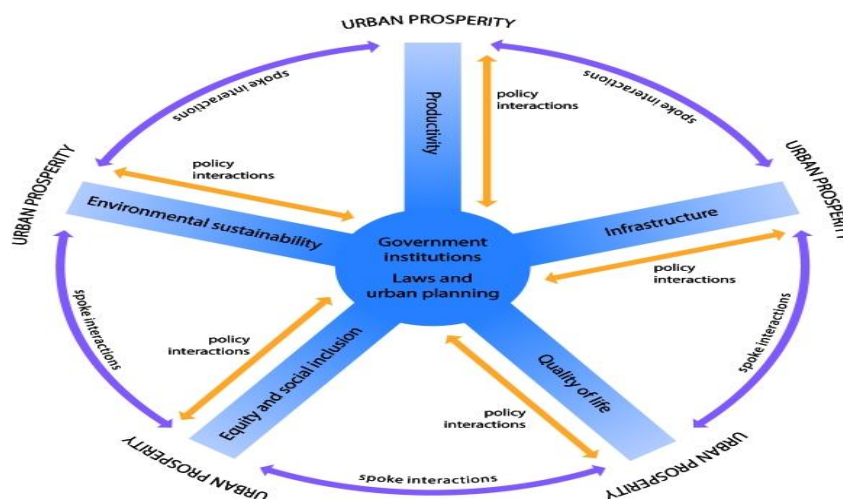 URBAN PROSPERITY
spoke interactions
spoke interactions
Productivity
policy
interactions
URBAN PROSPERITY
URBAN PROSPERITY
policy
interactions
Environmental sustainability
Infrastructure
Government
institutions
Laws and
urban planning
policy
interactions
spoke interactions
spoke interactions
policy
interactions
Equity and social inclusion
Quality of life
policy
interactions
URBAN PROSPERITY
spoke interactions
URBAN PROSPERITY